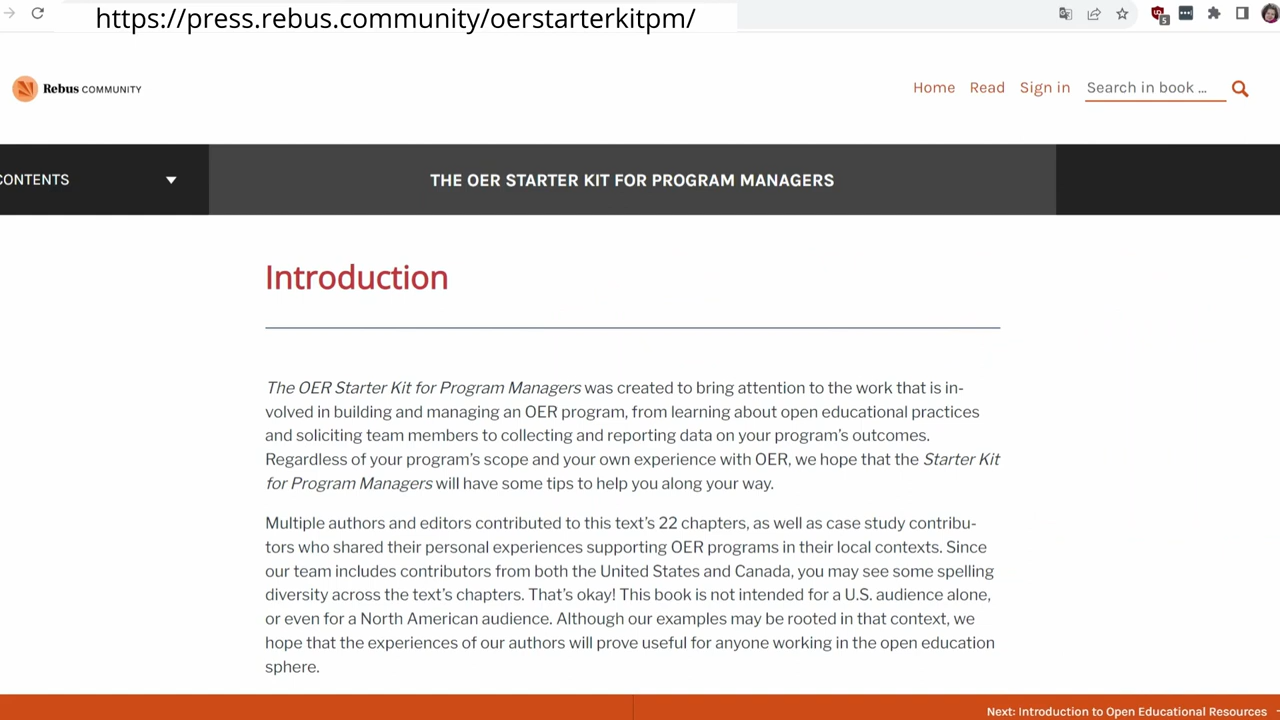 https://press.rebus.community/oerstarterkitpm/
5
Rebus COMMUNITY
Home Read Sign in Search in book ...
CONTENTS
THE OER STARTER KIT FOR PROGRAM MANAGERS
Introduction
The OER Starter Kit for Program Managers was created to bring attention to the work that is in-
volved in building and managing an OER program, from learning about open educational practices
and soliciting team members to collecting and reporting data on your program's outcomes.
Regardless of your program's scope and your own experience with OER, we hope that the Starter Kit
for Program Managers will have some tips to help you along your way.
Multiple authors and editors contributed to this text's 22 chapters, as well as case study contribu-
tors who shared their personal experiences supporting OER programs in their local contexts. Since
our team includes contributors from both the United States and Canada, you may see some spelling
diversity across the text's chapters. That's okay! This book is not intended for a U.S. audience alone,
or even for a North American audience. Although our examples may be rooted in that context, we
hope that the experiences of our authors will prove useful for anyone working in the open education
sphere.
Next: Introduction to Open Educational Resources